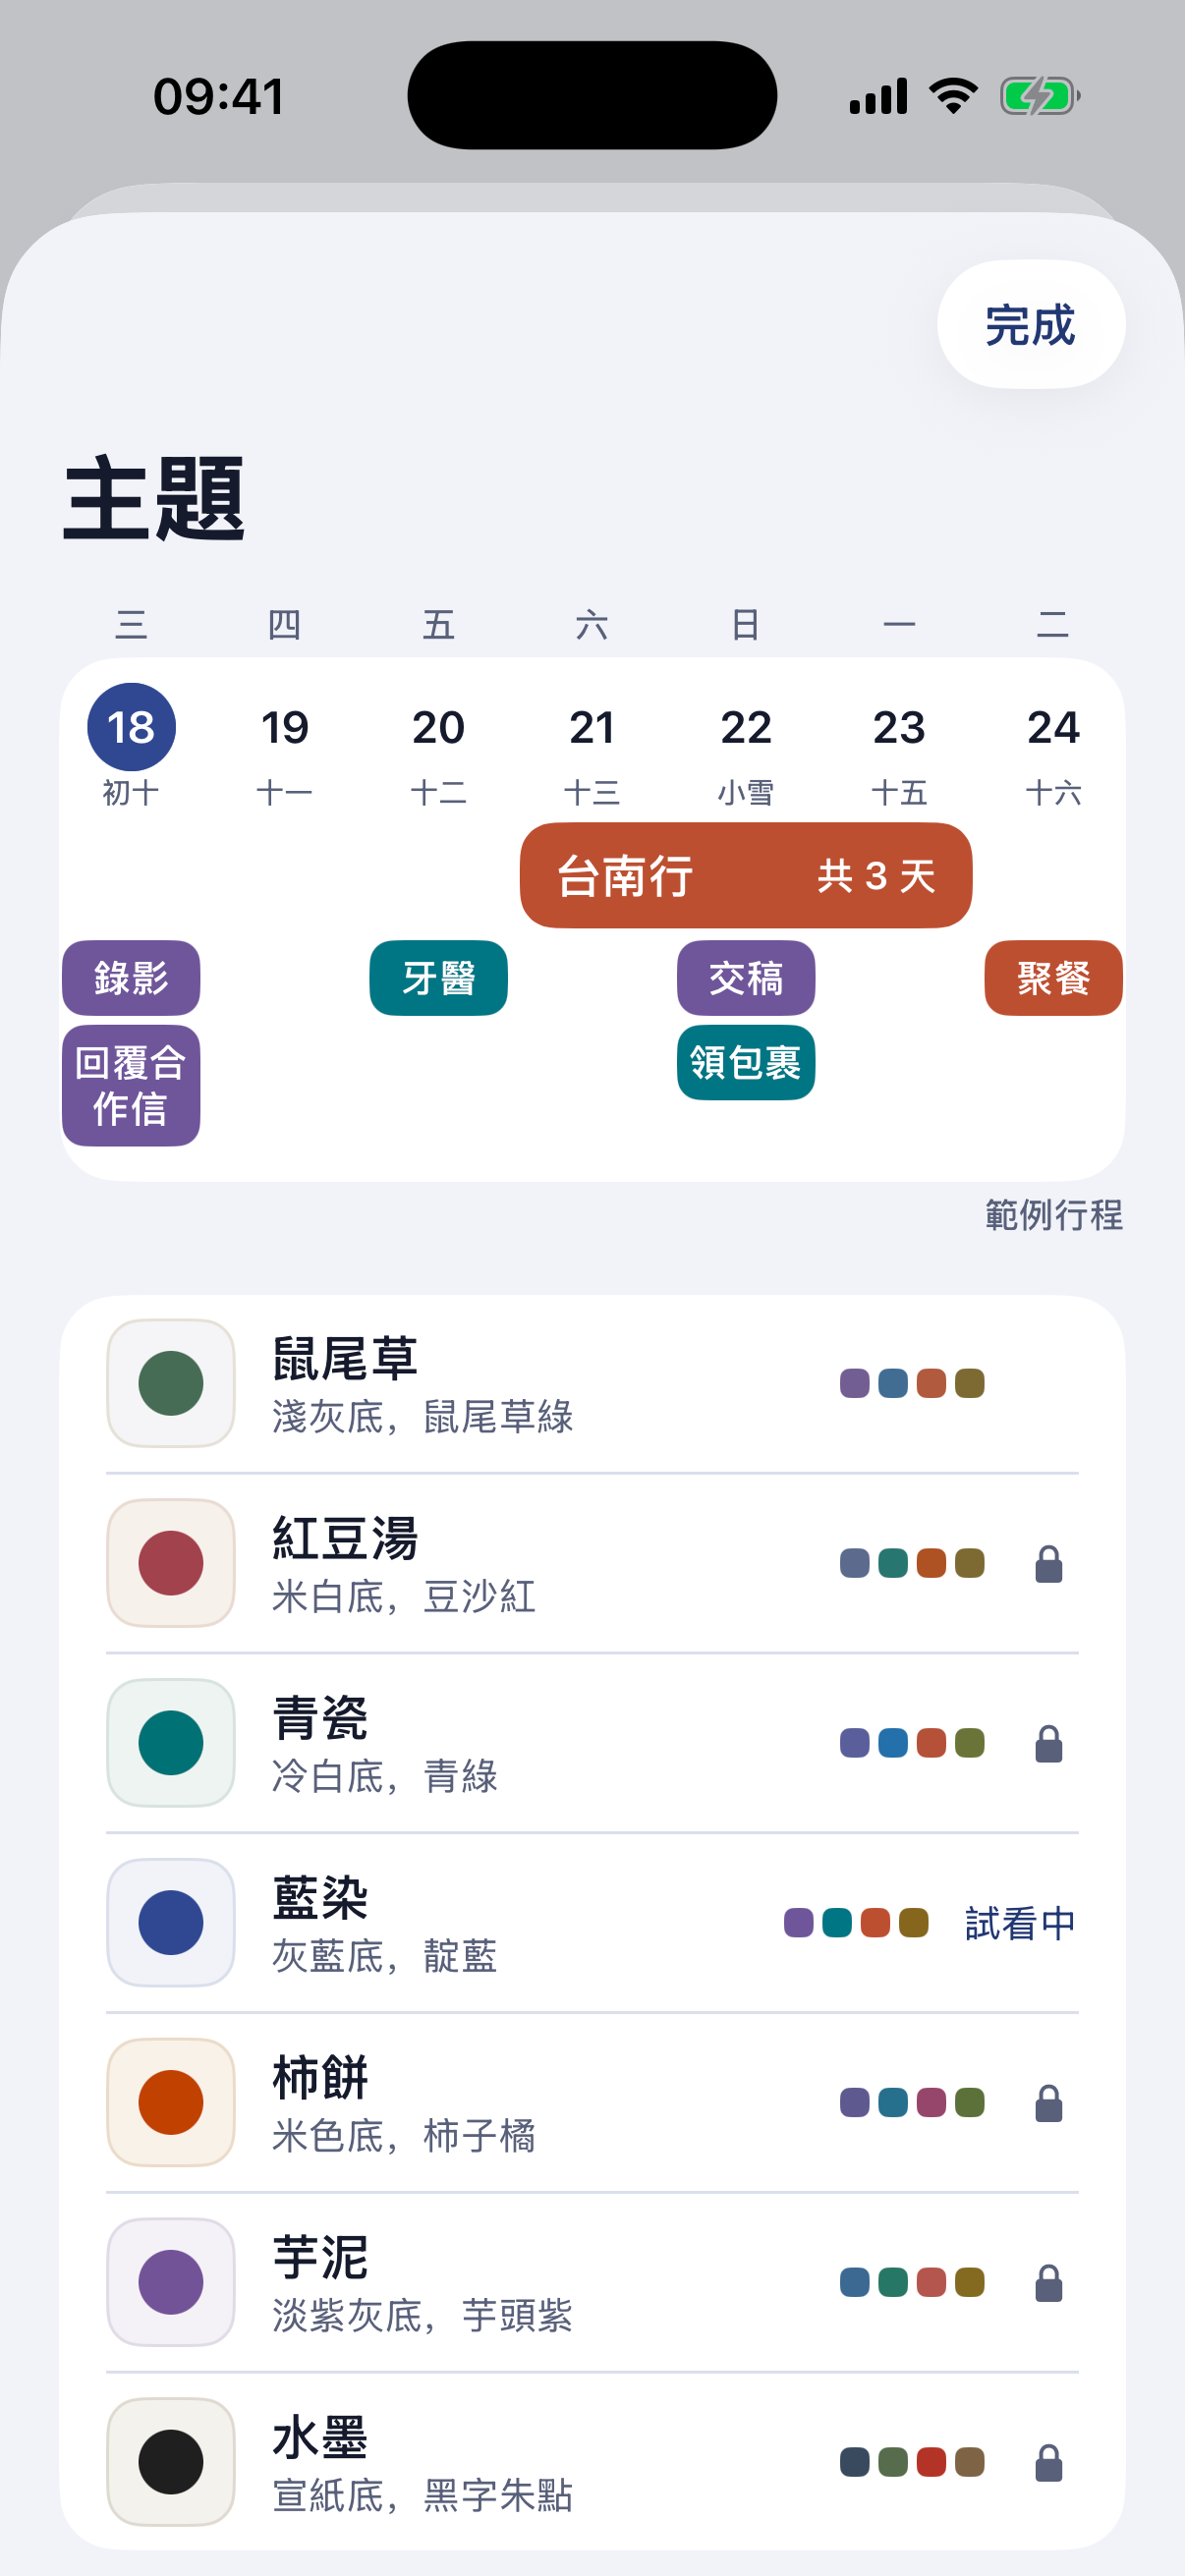 09:41
完成
主題
三 四 五 六 日 一 二
18 19 20 21 22 23 24
初十 十一 十二 十三 小雪 十五 十六
台南行 共 3 天
錄影 牙醫 交稿 聚餐
回覆合 領包裹
作信
範例行程
鼠尾草
淺灰底，鼠尾草綠
紅豆湯
米白底，豆沙紅
青瓷
冷白底，青綠
藍染
灰藍底，靛藍
試看中
柿餅
米色底，柿子橘
芋泥
淡紫灰底，芋頭紫
水墨
宣紙底，黑字朱點